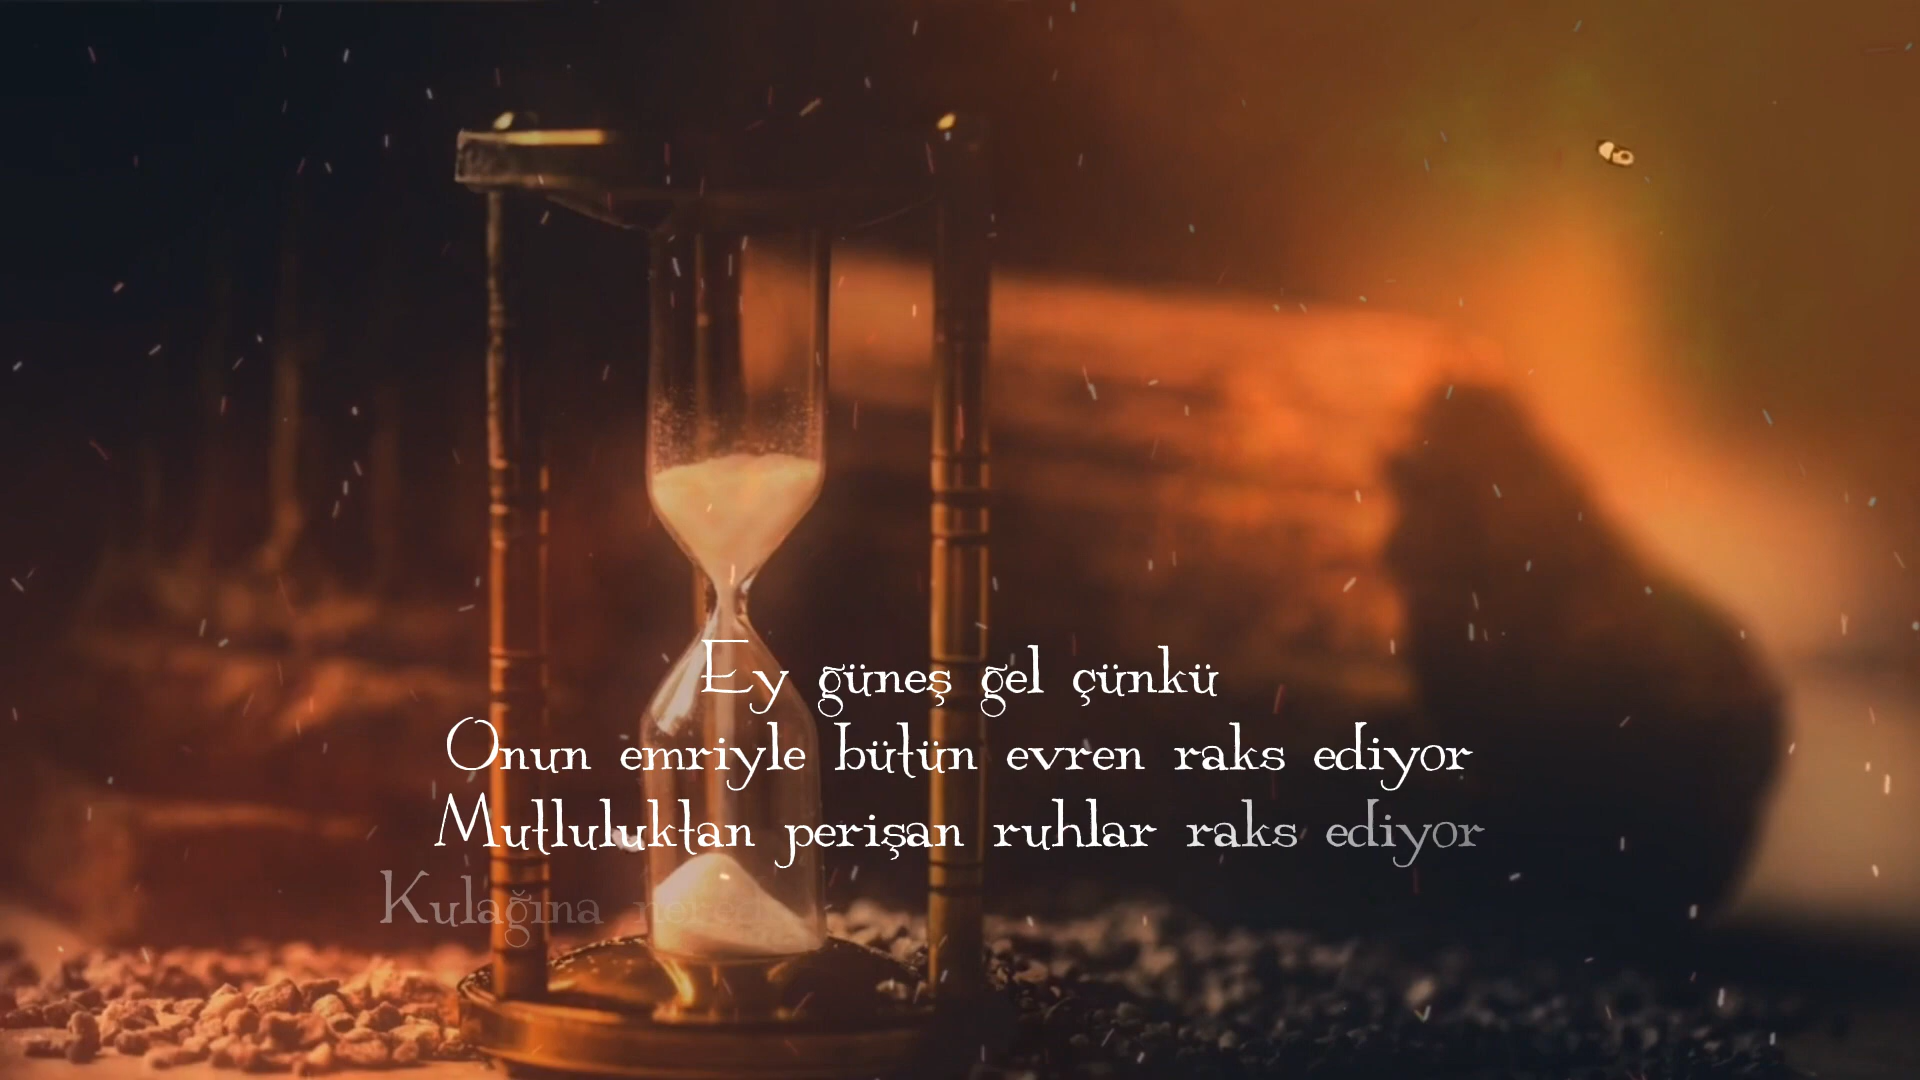 Ey güneş gel çünkü
Onun emriyle bütün evren raks ediyor
Mutluluktan perişan ruhlar raks ediyor
Kulağına